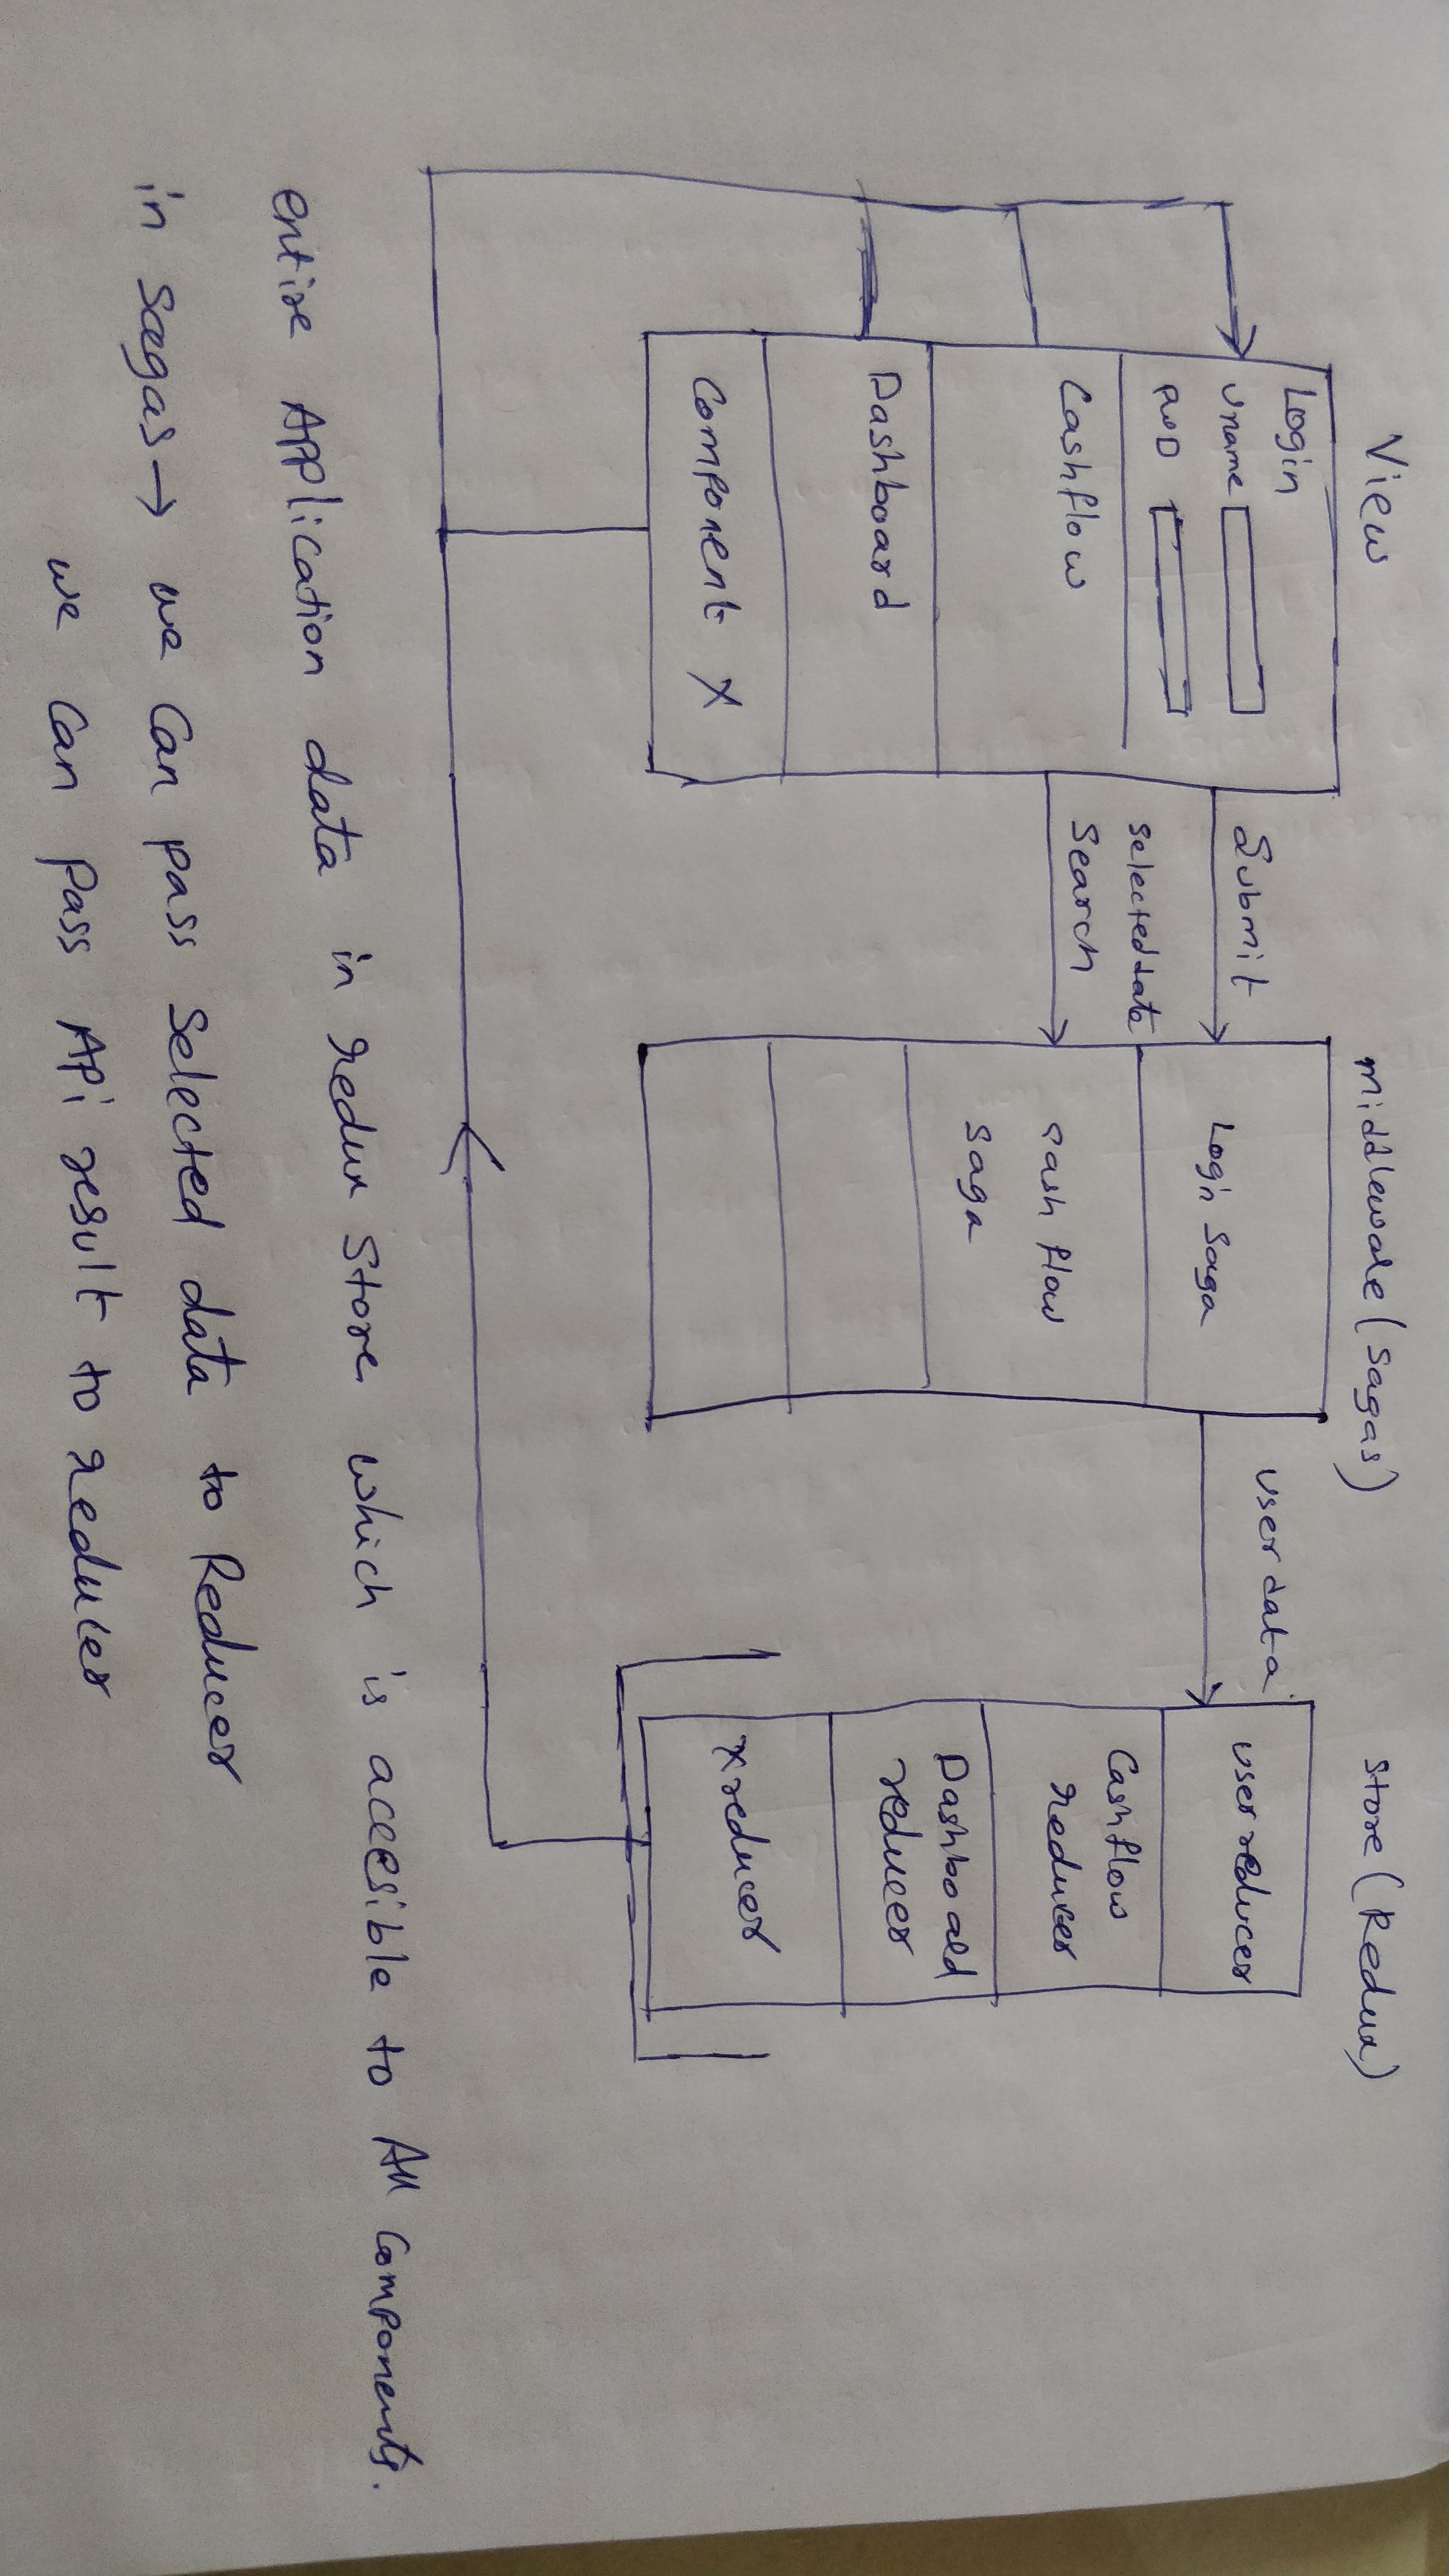 View
middleware (Sagas)
Store (Redux)
Login
Uname
PWD
Cashflow
Dashboard
Component X
Submit
Selected data
Search
Login Saga
Cash flow
Saga
User data
User reducer
Cashflow
reducer
Dashboard
reducer
X reducer
entire Application data in redux Store which is accesible to All Components.
in Sagas → we Can pass Selected data to Reducer
we Can Pass Api result to reducer